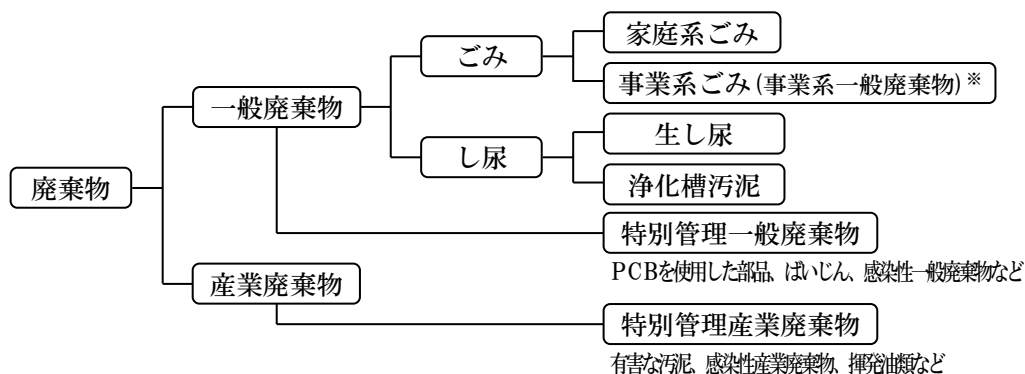 家庭系ごみ
ごみ
事業系ごみ(事業系一般廃棄物)※
一般廃棄物
生し尿
し尿
浄化槽汚泥
廃棄物
特別管理一般廃棄物
PCBを使用した部品、ばいじん、感染性一般廃棄物など
産業廃棄物
特別管理産業廃棄物
有害な汚泥、感染性産業廃棄物、揮発油類など